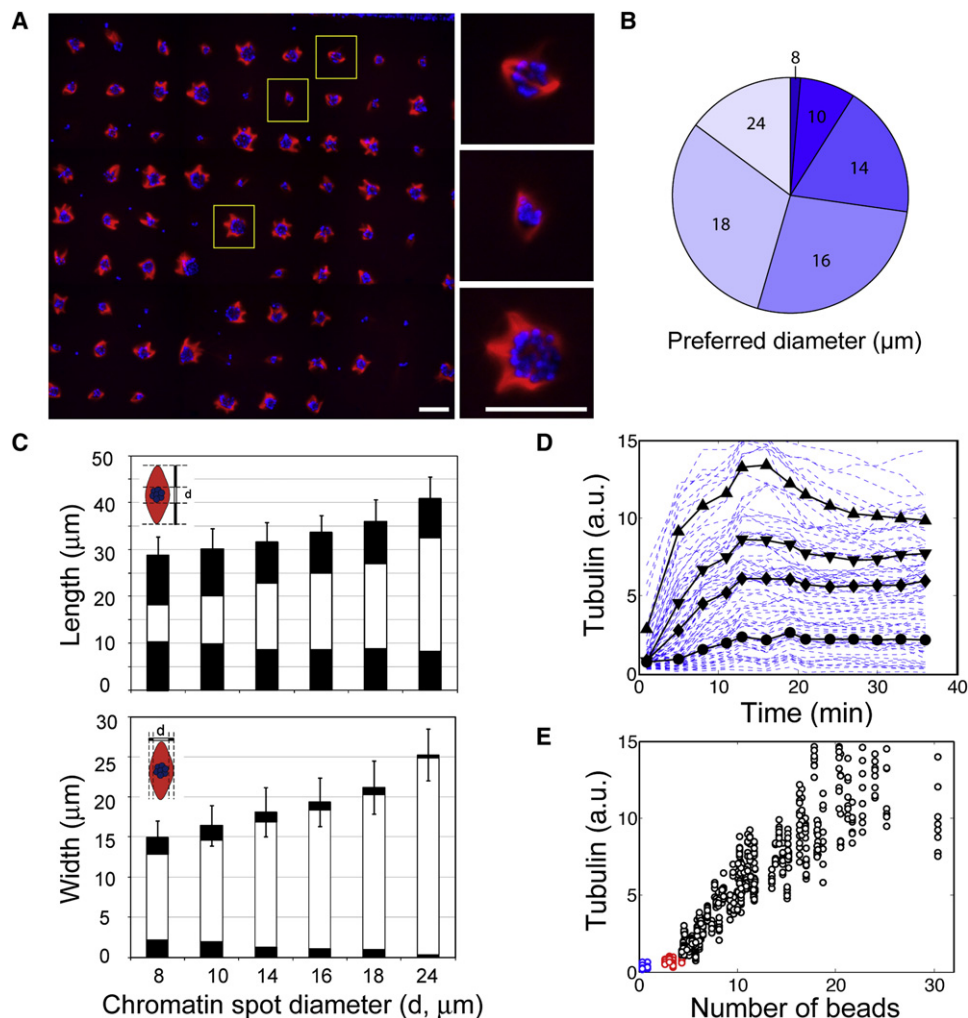 A
B
8
10
14
16
18
24
Preferred diameter (µm)
C
50
40
30
20
10
0
Length (µm)
d
30
25
20
15
10
5
0
Width (µm)
d
8 10 14 16 18 24
Chromatin spot diameter (d, µm)
D
15
10
5
0
Tubulin (a.u.)
0 10 20 30 40
Time (min)
E
15
10
5
0
Tubulin (a.u.)
0 10 20 30
Number of beads